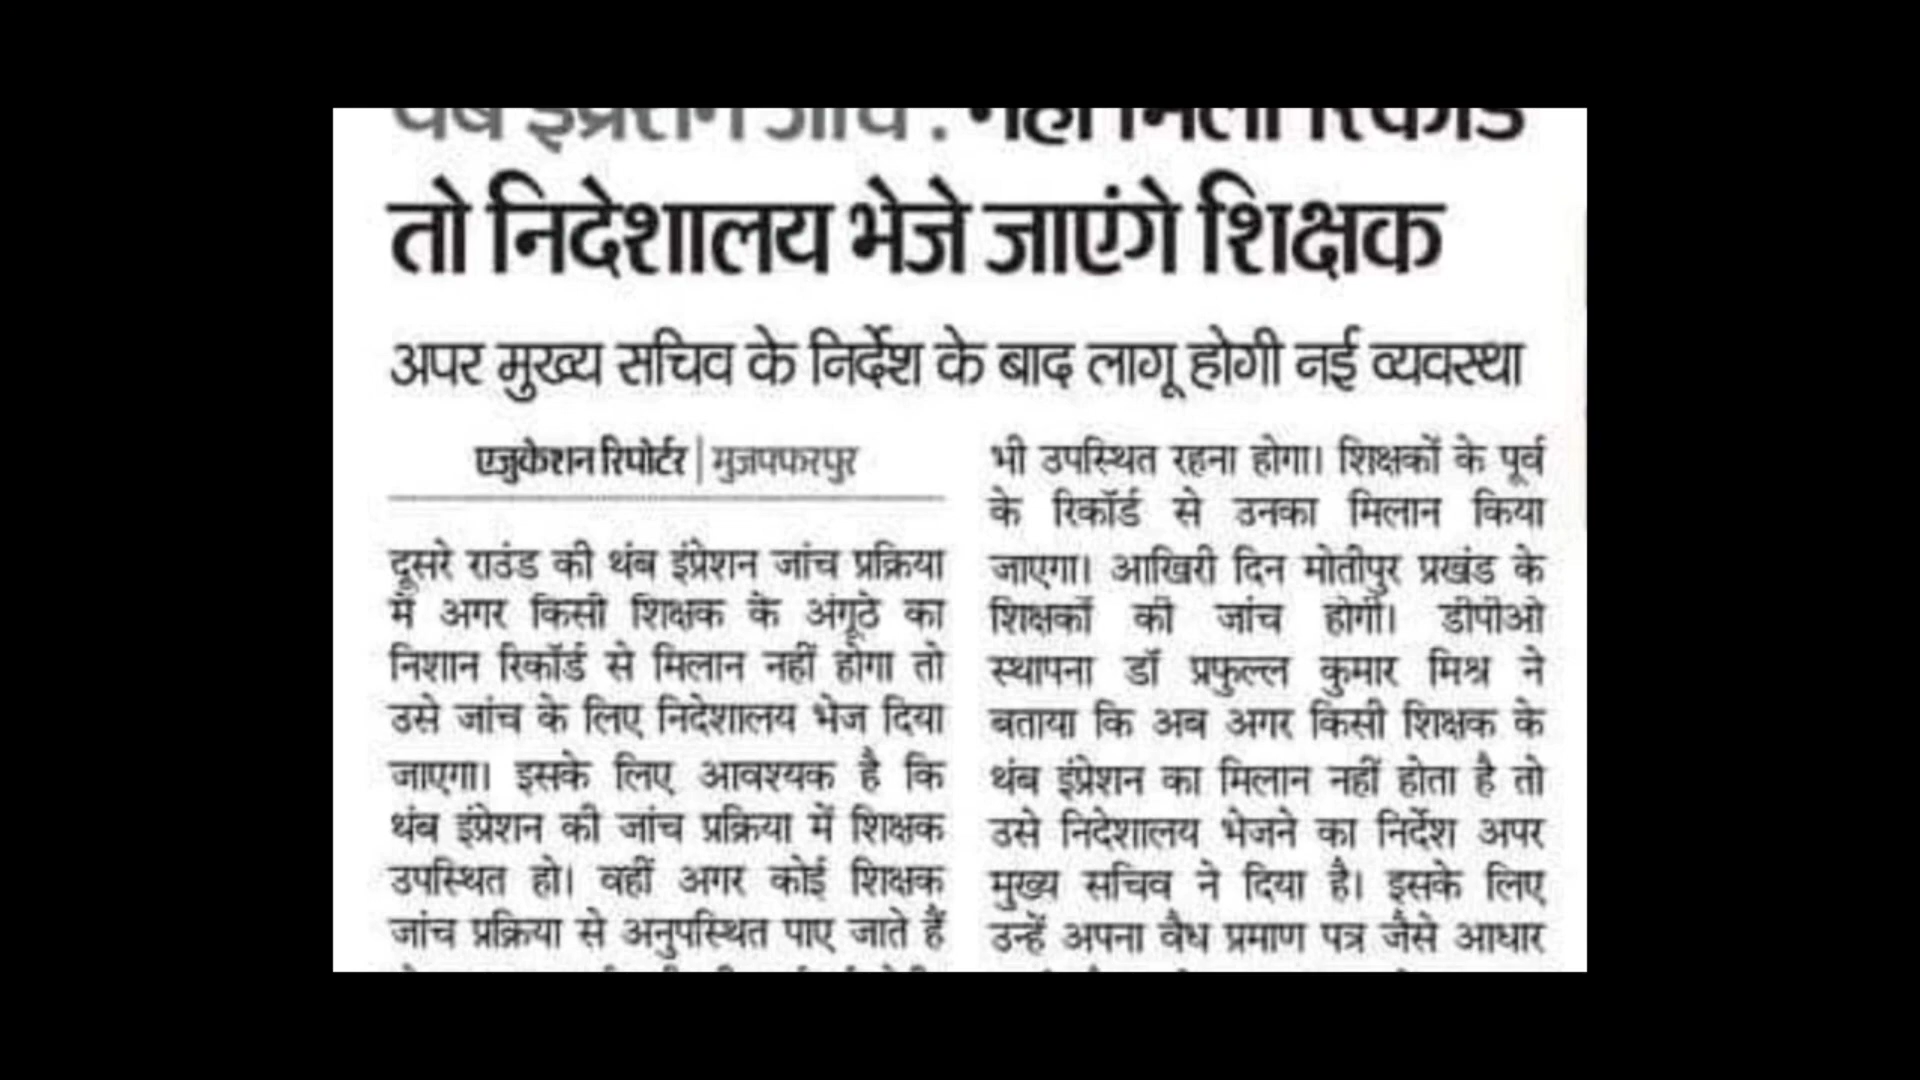 थंब इंप्रेशन जांच : नहीं मिला रिकॉर्ड
तो निदेशालय भेजे जाएंगे शिक्षक
अपर मुख्य सचिव के निर्देश के बाद लागू होगी नई व्यवस्था
एजुकेशन रिपोर्टर | मुजफ्फरपुर
दूसरे राउंड की थंब इंप्रेशन जांच प्रक्रिया
में अगर किसी शिक्षक के अंगूठे का
निशान रिकॉर्ड से मिलान नहीं होगा तो
उसे जांच के लिए निदेशालय भेज दिया
जाएगा। इसके लिए आवश्यक है कि
थंब इंप्रेशन की जांच प्रक्रिया में शिक्षक
उपस्थित हो। वहीं अगर कोई शिक्षक
जांच प्रक्रिया से अनुपस्थित पाए जाते हैं
भी उपस्थित रहना होगा। शिक्षकों के पूर्व
के रिकॉर्ड से उनका मिलान किया
जाएगा। आखिरी दिन मोतीपुर प्रखंड के
शिक्षकों की जांच होगी। डीपीओ
स्थापना डॉ प्रफुल्ल कुमार मिश्र ने
बताया कि अब अगर किसी शिक्षक के
थंब इंप्रेशन का मिलान नहीं होता है तो
उसे निदेशालय भेजने का निर्देश अपर
मुख्य सचिव ने दिया है। इसके लिए
उन्हें अपना वैध प्रमाण पत्र जैसे आधार